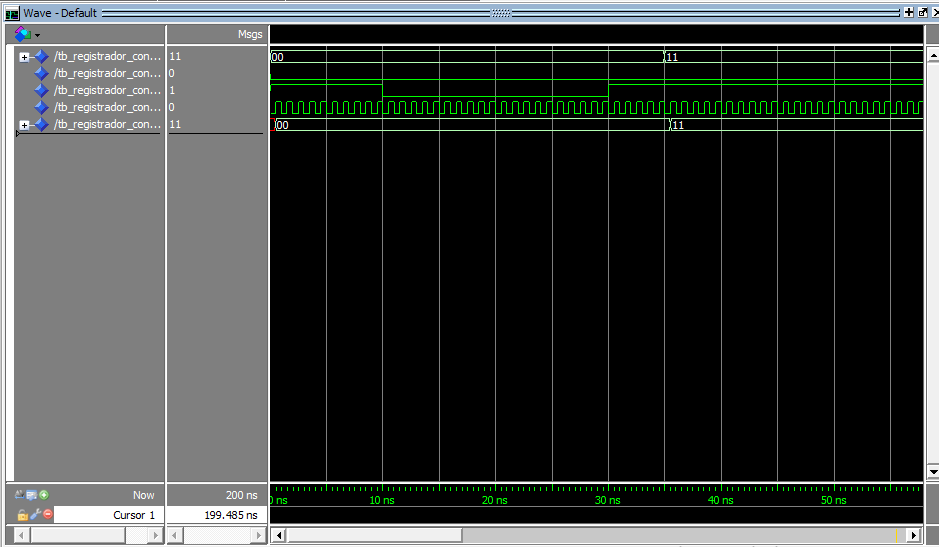 Wave - Default
Msgs
/tb_registrador_con... 11 00 11
/tb_registrador_con... 0
/tb_registrador_con... 1
/tb_registrador_con... 0
/tb_registrador_con... 11 00 11
Now 200 ns 0 ns 10 ns 20 ns 30 ns 40 ns 50 ns
Cursor 1 199.485 ns